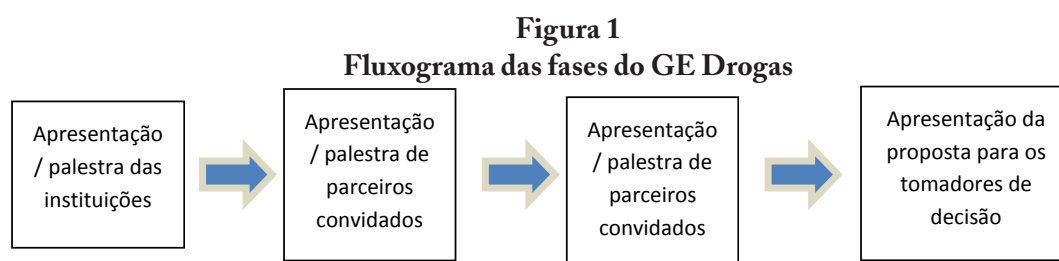 Figura 1
Fluxograma das fases do GE Drogas
Apresentação
/ palestra das
instituições
Apresentação
/ palestra de
parceiros
convidados
Apresentação
/ palestra de
parceiros
convidados
Apresentação da
proposta para os
tomadores de
decisão